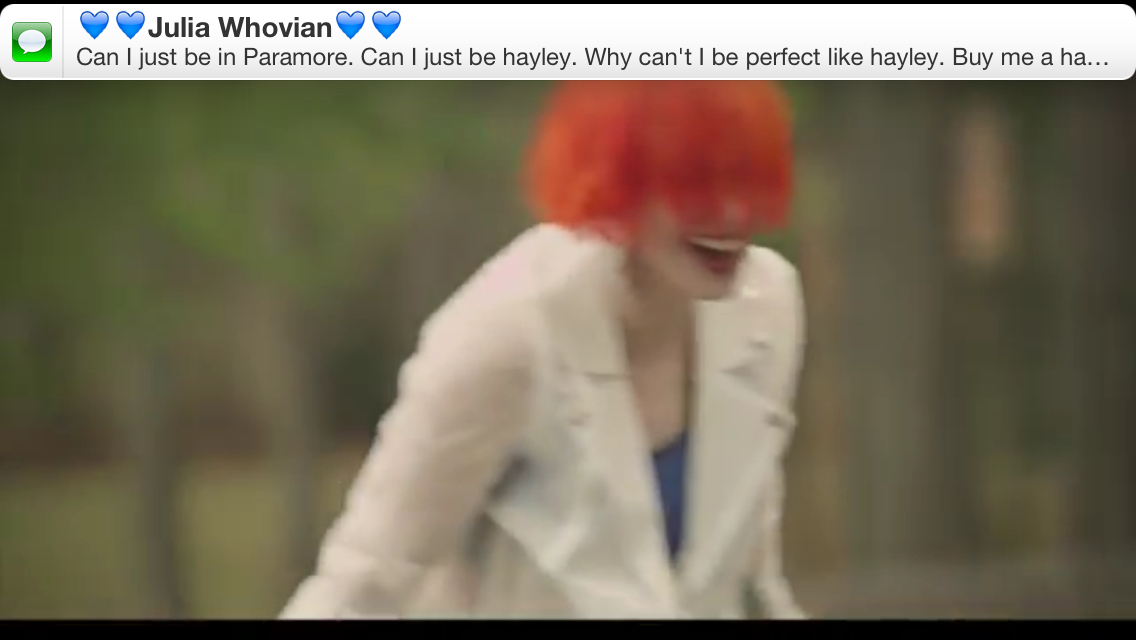 💙💙Julia Whovian💙💙
Can I just be in Paramore. Can I just be hayley. Why can't I be perfect like hayley. Buy me a ha…